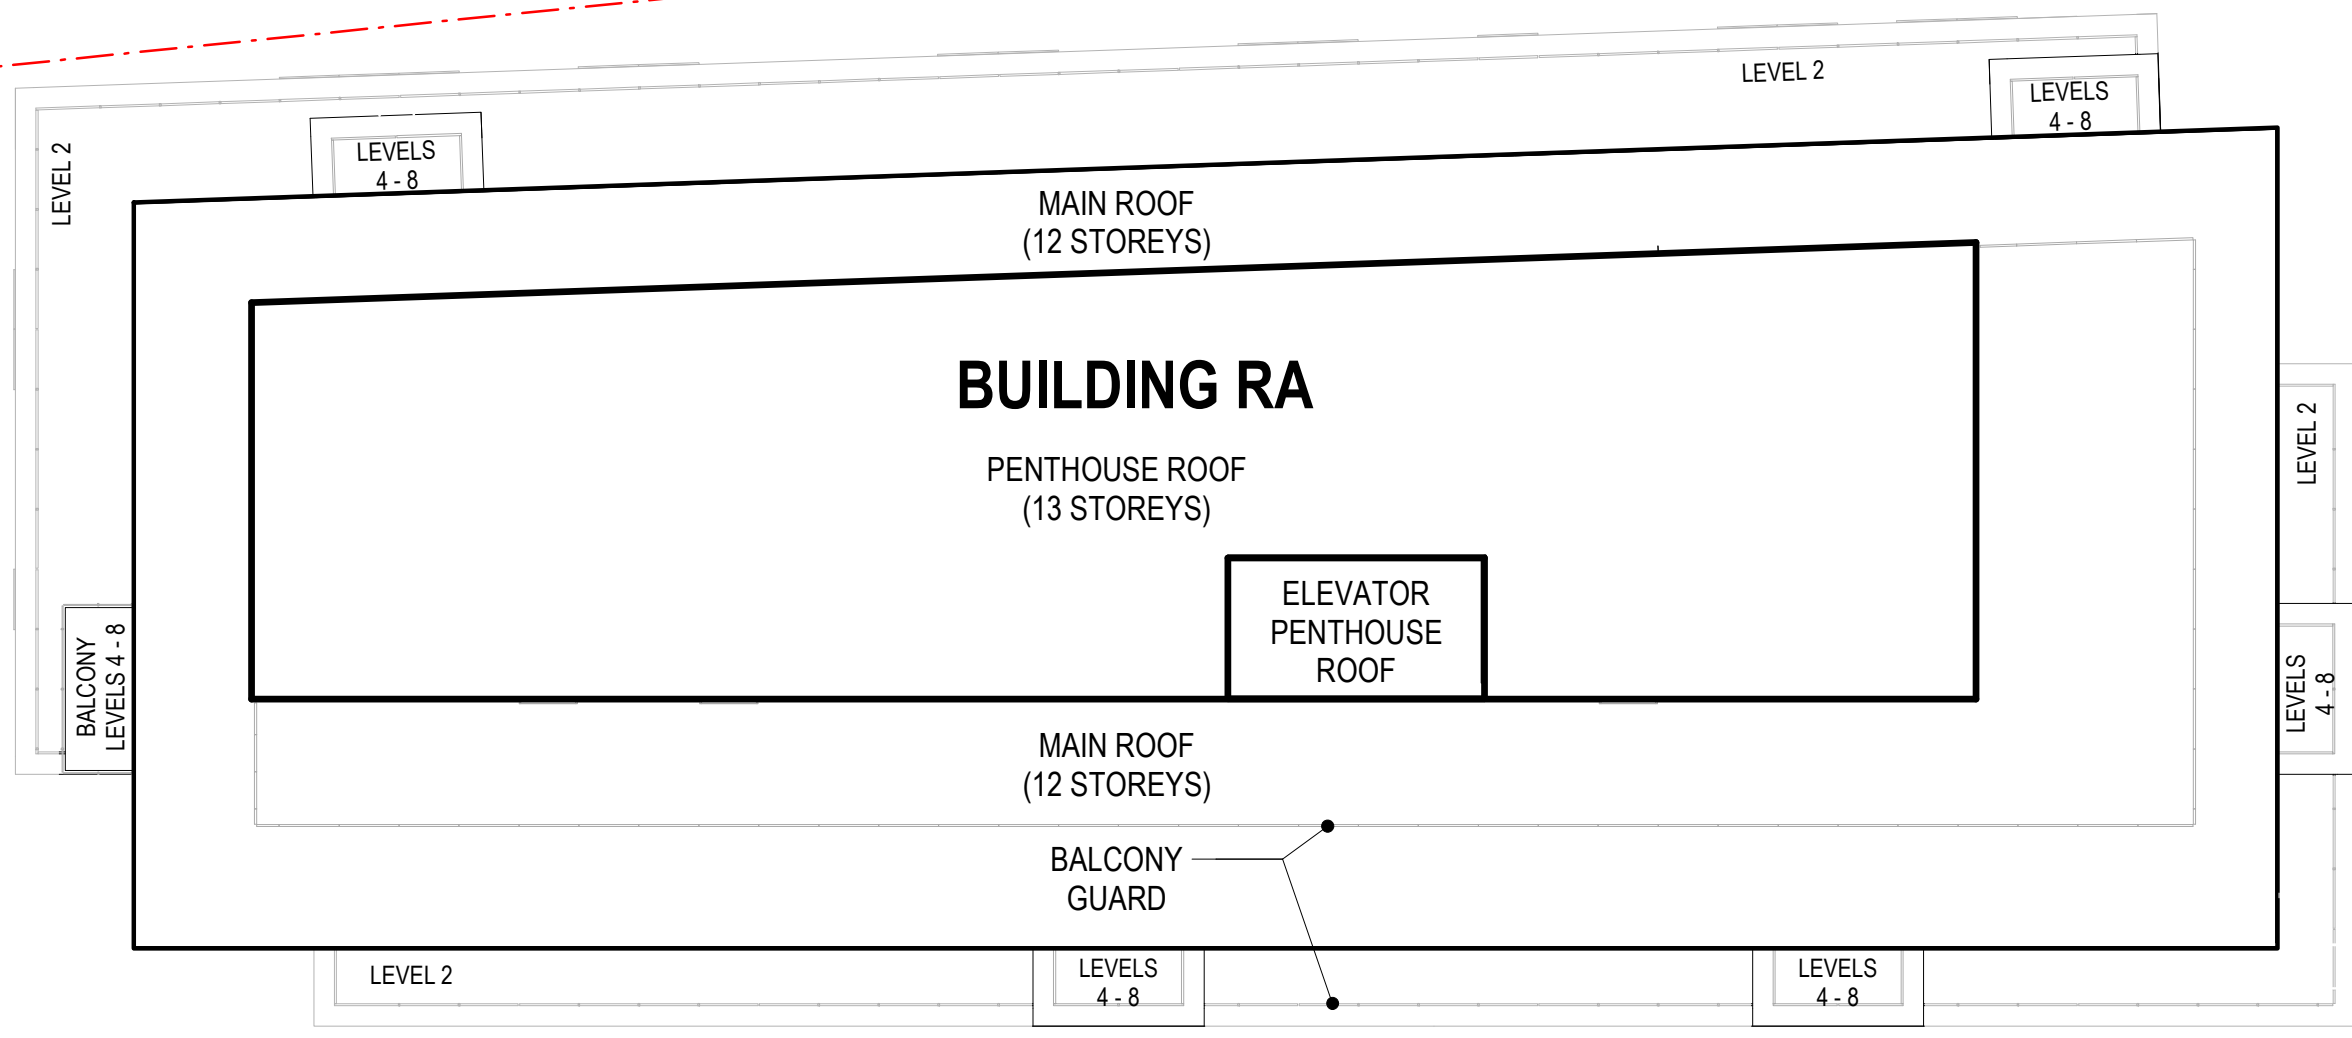 LEVEL 2
LEVELS
4 - 8
LEVEL 2
LEVELS
4 - 8
MAIN ROOF
(12 STOREYS)
BUILDING RA
PENTHOUSE ROOF
(13 STOREYS)
LEVEL 2
ELEVATOR
PENTHOUSE
ROOF
BALCONY
LEVELS 4 - 8
LEVELS
4 - 8
MAIN ROOF
(12 STOREYS)
BALCONY
GUARD
LEVEL 2
LEVELS
4 - 8
LEVELS
4 - 8